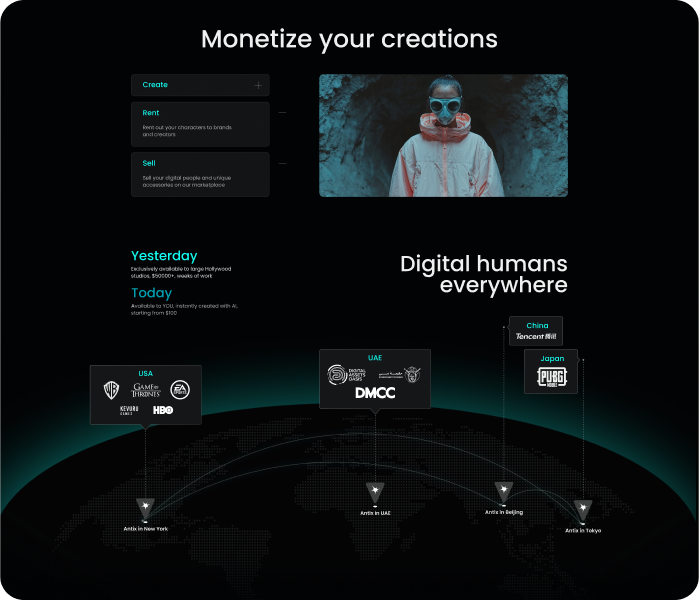 Monetize your creations
Create
Rent
Rent out your characters to brands
and creators
Sell
Sell your digital people and unique
accessories on our marketplace
Yesterday
Exclusively available to large Hollywood
studios, $50000+, weeks of work
Today
Available to YOU, instantly created with AI,
starting from $100
Digital humans
everywhere
China
Tencent 腾讯
Japan
PUBG
MOBILE
USA
WB
GAME OF
THRONES
EA
SPORTS
KEVURU
GAMES
HBO
UAE
DIGITAL
ASSETS
OASIS
DMCC
Antix in New York
Antix in UAE
Antix in Beijing
Antix in Tokyo